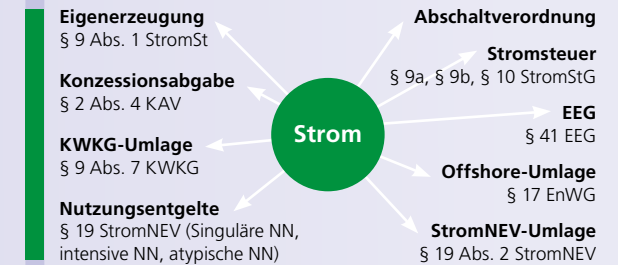 Eigenerzeugung
§ 9 Abs. 1 StromSt
Konzessionsabgabe
§ 2 Abs. 4 KAV
KWKG-Umlage
§ 9 Abs. 7 KWKG
Nutzungsentgelte
§ 19 StromNEV (Singuläre NN,
intensive NN, atypische NN)
Strom
Abschaltverordnung
Stromsteuer
§ 9a, § 9b, § 10 StromStG
EEG
§ 41 EEG
Offshore-Umlage
§ 17 EnWG
StromNEV-Umlage
§ 19 Abs. 2 StromNEV